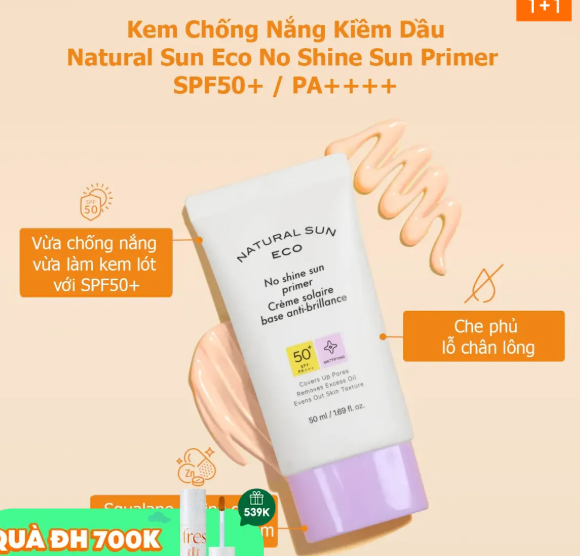 1+1
Kem Chống Nắng Kiềm Dầu
Natural Sun Eco No Shine Sun Primer
SPF50+ / PA++++
SPF
50
Vừa chống nắng
vừa làm kem lót
với SPF50+
NATURAL SUN
ECO
No shine sun
primer
Crème solaire
base anti-brillance
50+
SPF
PA++++
MATTIFYING
Covers Up Pores
Removes Excess Oil
Evens Out Skin Texture
50 ml / 1.69 fl. oz.
Che phủ
lỗ chân lông
Zn
Squalane
539K
QUÀ ĐH 700K